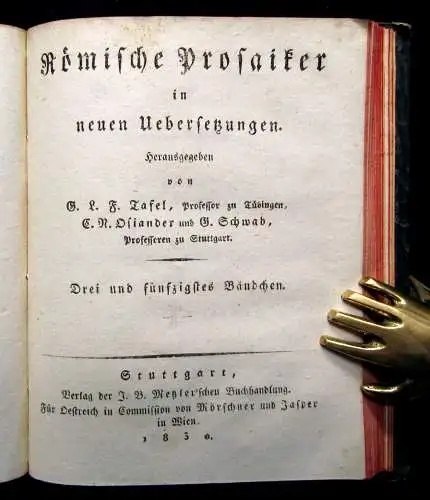 Römische Prosaiker
in
neuen Uebersetzungen.
Herausgegeben
von
G. L. F. Tafel, Professor zu Tübingen,
C. N. Osiander und G. Schwab,
Professoren zu Stuttgart.
Drei und fünfzigstes Bändchen.
Stuttgart,
Verlag der J. B. Metzler'schen Buchhandlung.
Für Oestreich in Commission von Mörschner und Jasper
in Wien.
1830.